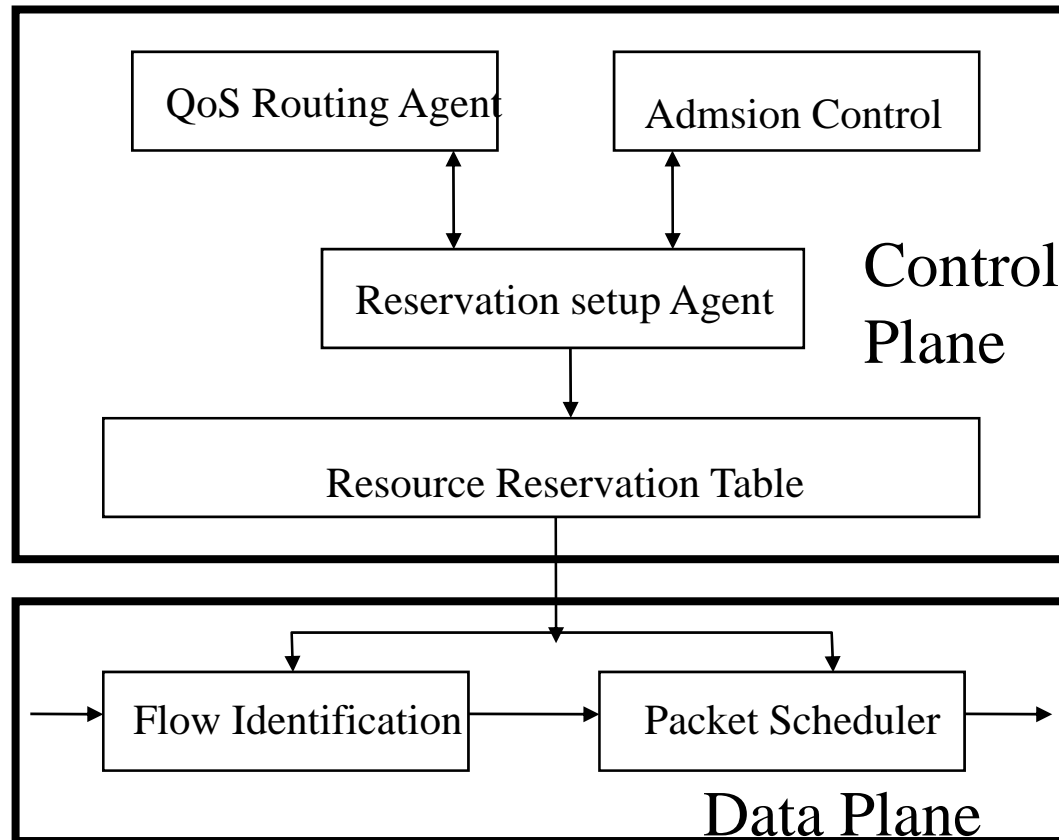 QoS Routing Agent
Admsion Control
Reservation setup Agent
Control
Plane
Resource Reservation Table
Flow Identification
Packet Scheduler
Data Plane